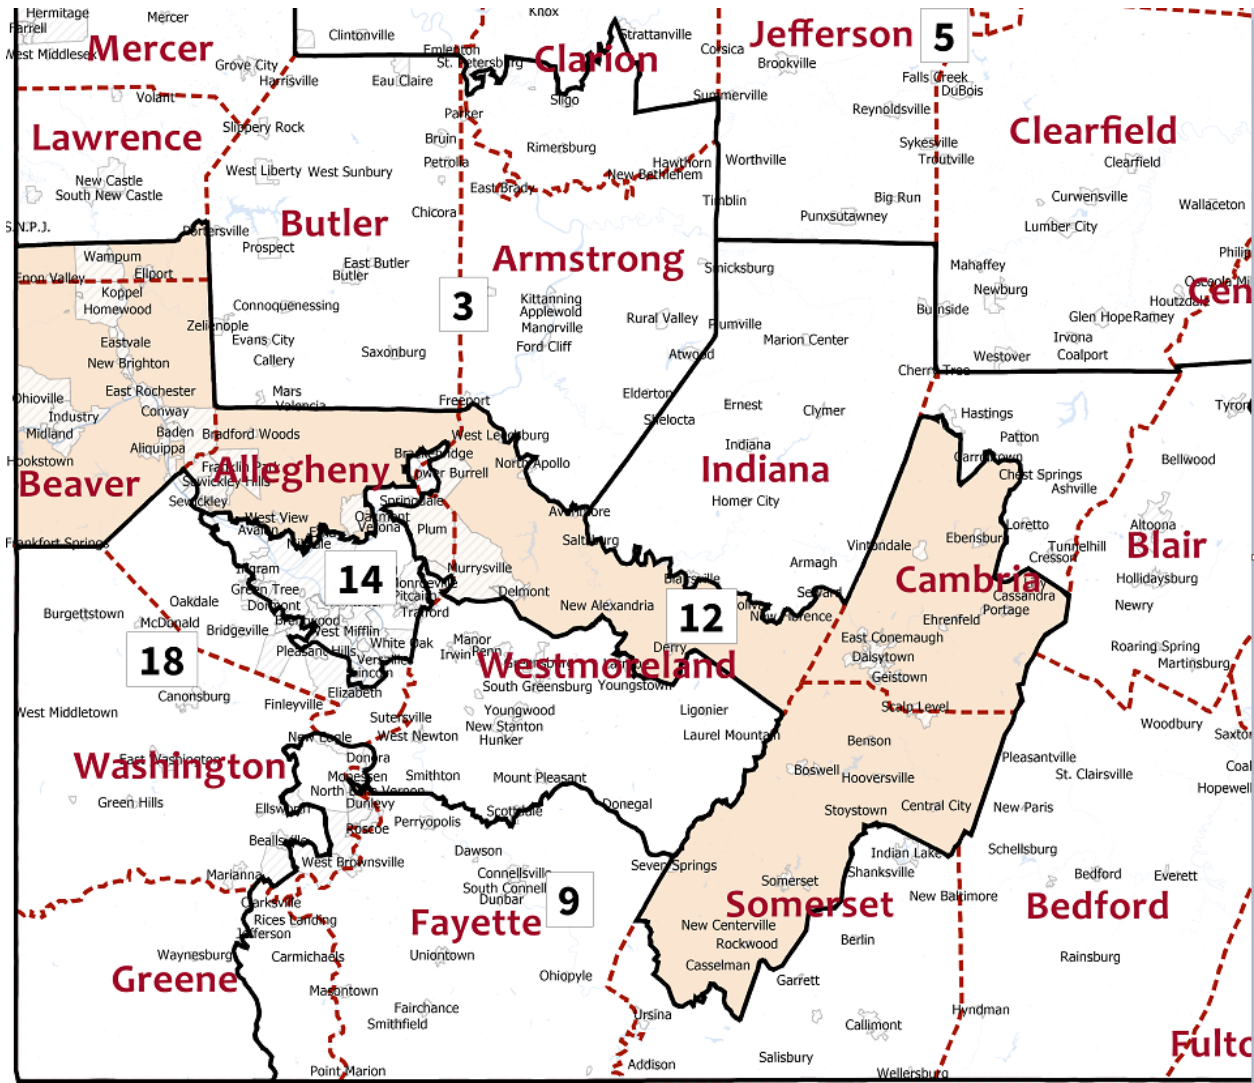 Hermitage
Mercer
Knox
Farrell
Clintonville
Strattanville
Jefferson
5
West Middlesex
Mercer
Emlenton
Corsica
St. Petersburg
Clarion
Brookville
Grove City
Harrisville
Eau Claire
Falls Creek
DuBois
Volant
Sligo
Summerville
Reynoldsville
Lawrence
Slippery Rock
Parker
Clearfield
Bruin
Rimersburg
Sykesville
Petrolia
Hawthorn
Worthville
Troutville
Clearfield
West Liberty
West Sunbury
New Bethlehem
New Castle
South New Castle
East Brady
Timblin
Big Run
Curwensville
Wallaceton
S.N.P.J.
Portersville
Butler
Chicora
Punxsutawney
Lumber City
Wampum
Prospect
Armstrong
Enon Valley
Ellport
East Butler
Butler
Smicksburg
Mahaffey
Koppel
Homewood
Connoquenessing
3
Kittanning
Applewold
Newburg
Houtzdale
Zelienople
Manorville
Rural Valley
Plumville
Burnside
Glen Hope
Ramey
Eastvale
Evans City
Ford Cliff
Marion Center
Irvona
New Brighton
Callery
Saxonburg
Atwood
Westover
Coalport
East Rochester
Mars
Valencia
Freeport
Elderton
Cherry Tree
Industry
Conway
Shelocta
Ernest
Clymer
Hastings
Midland
Baden
Bradford Woods
West Leechburg
Indiana
Patton
Aliquippa
Carrolltown
Hookstown
Franklin Park
Allegheny
North Apollo
Indiana
Bellwood
Beaver
Sewickley Hills
Lower Burrell
Homer City
Chest Springs
Ashville
Sewickley
Springdale
Avonmore
West View
Oakmont
Verona
Plum
Loretto
Altoona
Frankfort Springs
Avalon
Saltsburg
Vintondale
Ebensburg
Tunnelhill
Blair
Ingram
Murrysville
Blairsville
Armagh
Cresson
Hollidaysburg
Green Tree
14
Monroeville
Pitcairn
Delmont
Seward
Cambria
Cassandra
Oakdale
Dormont
New Alexandria
12
New Florence
Portage
Newry
Burgettstown
McDonald
Trafford
Ehrenfeld
Bridgeville
West Mifflin
Manor
East Conemaugh
Roaring Spring
18
Pleasant Hills
White Oak
Irwin
Penn
Derry
Daisytown
Martinsburg
Versailles
Westmoreland
Geistown
Canonsburg
Elizabeth
South Greensburg
Youngstown
Scalp Level
West Middletown
Finleyville
Sutersville
Youngwood
Ligonier
Woodbury
New Eagle
West Newton
New Stanton
Hunker
Laurel Mountain
Benson
Washington
East Washington
Donora
Boswell
Hooversville
Pleasantville
St. Clairsville
Monessen
Smithton
Mount Pleasant
Green Hills
Ellsworth
Dunlevy
Scottdale
Donegal
Stoystown
Central City
New Paris
Hopewell
Beallsville
Roscoe
Perryopolis
Indian Lake
Schellsburg
Marianna
West Brownsville
Dawson
Seven Springs
Shanksville
Bedford
Everett
Connellsville
South Connell
Dunbar
9
Somerset
New Baltimore
Clarksville
Somerset
Bedford
Rices Landing
Jefferson
Fayette
New Centerville
Waynesburg
Carmichaels
Uniontown
Rockwood
Berlin
Rainsburg
Greene
Casselman
Ohiopyle
Garrett
Masontown
Fairchance
Smithfield
Ursina
Callimont
Hyndman
Addison
Salisbury
Point Marion
Wellersburg